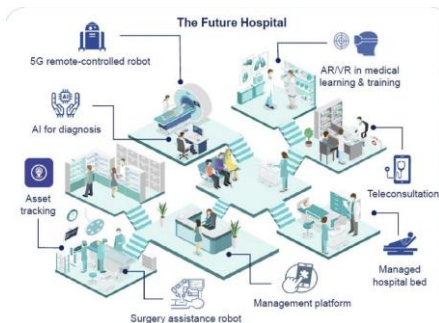 The Future Hospital
5G remote-controlled robot
AR/VR in medical
learning & training
AI
AI for diagnosis
Teleconsultation
Asset
tracking
Managed
hospital bed
Management platform
Surgery assistance robot